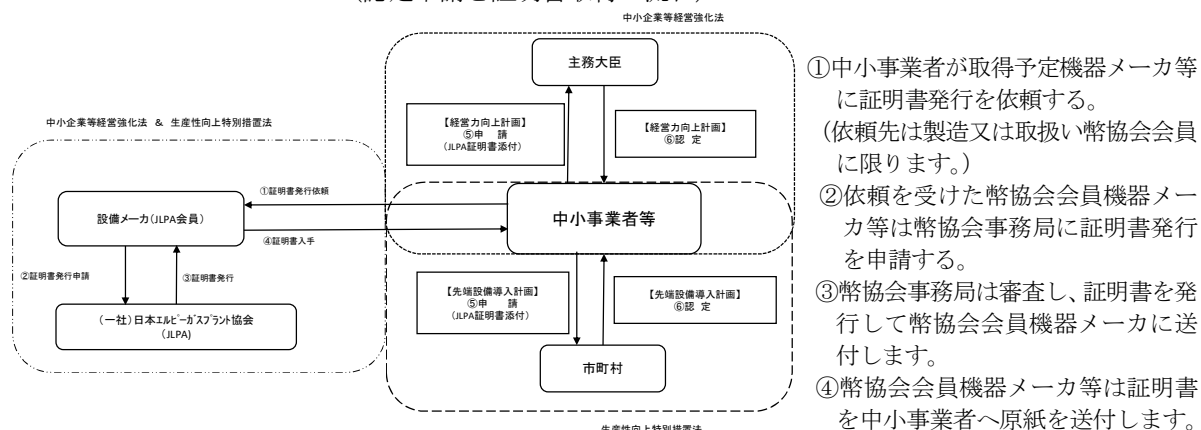 中小企業等経営強化法
主務大臣
中小企業等経営強化法 & 生産性向上特別措置法
【経営力向上計画】
⑤申 請
(JLPA証明書添付)
【経営力向上計画】
⑥認 定
①証明書発行依頼
設備メーカ(JLPA会員)
中小事業者等
④証明書入手
②証明書発行申請
③証明書発行
(一社)日本エルピーガスプラント協会
(JLPA)
【先端設備導入計画】
⑤申 請
(JLPA証明書添付)
【先端設備導入計画】
⑥認 定
市町村
①中小事業者が取得予定機器メーカ等
に証明書発行を依頼する。
(依頼先は製造又は取扱い幣協会会員
に限ります。)
②依頼を受けた幣協会会員機器メー
カ等は幣協会事務局に証明書発行
を申請する。
③幣協会事務局は審査し、証明書を発
行して幣協会会員機器メーカに送
付します。
④幣協会会員機器メーカ等は証明書
を中小事業者へ原紙を送付します。